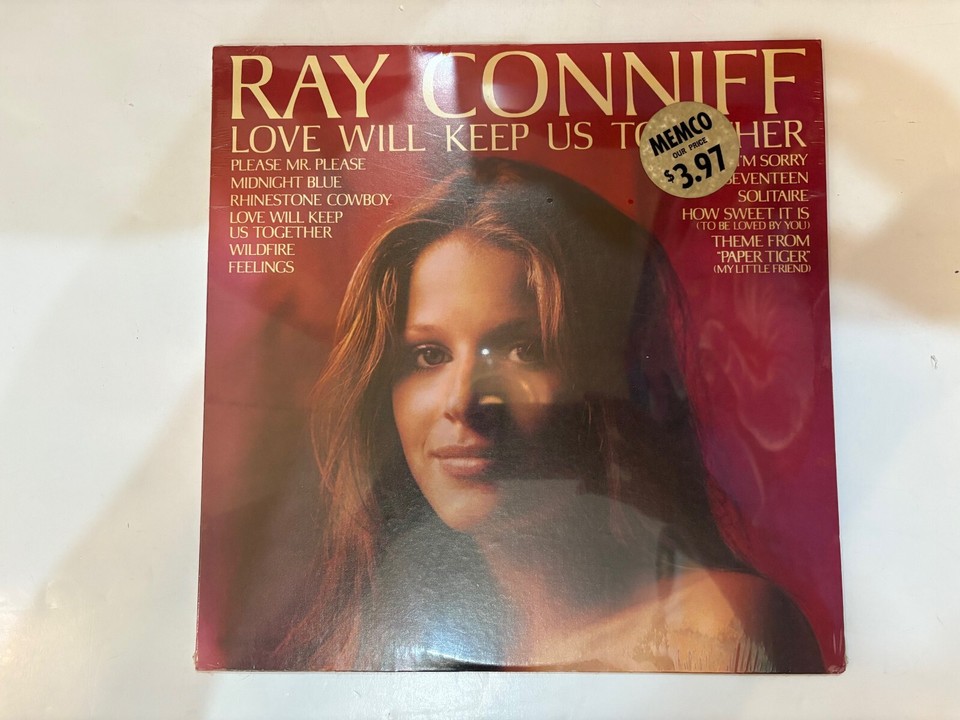 RAY CONNIFF
LOVE WILL KEEP US TO HER
MEMCO
OUR PRICE
$3.97
PLEASE MR. PLEASE
MIDNIGHT BLUE
RHINESTONE COWBOY
LOVE WILL KEEP
US TOGETHER
WILDFIRE
FEELINGS
I'M SORRY
SEVENTEEN
SOLITAIRE
HOW SWEET IT IS
(TO BE LOVED BY YOU)
THEME FROM
"PAPER TIGER"
(MY LITTLE FRIEND)